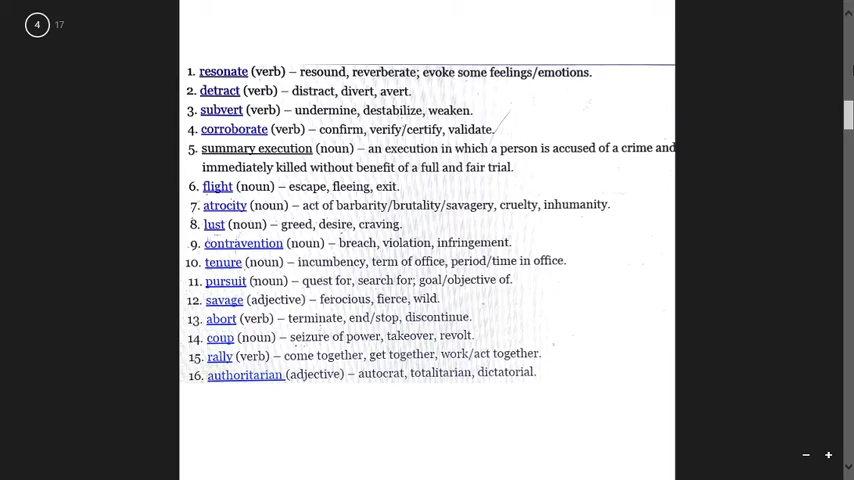 4 17
1. resonate (verb) – resound, reverberate; evoke some feelings/emotions.
2. detract (verb) – distract, divert, avert.
3. subvert (verb) – undermine, destabilize, weaken.
4. corroborate (verb) – confirm, verify/certify, validate.
5. summary execution (noun) – an execution in which a person is accused of a crime and
immediately killed without benefit of a full and fair trial.
6. flight (noun) – escape, fleeing, exit.
7. atrocity (noun) – act of barbarity/brutality/savagery, cruelty, inhumanity.
8. lust (noun) – greed, desire, craving.
9. contravention (noun) – breach, violation, infringement.
10. tenure (noun) – incumbency, term of office, period/time in office.
11. pursuit (noun) – quest for, search for; goal/objective of.
12. savage (adjective) – ferocious, fierce, wild.
13. abort (verb) – terminate, end/stop, discontinue.
14. coup (noun) – seizure of power, takeover, revolt.
15. rally (verb) – come together, get together, work/act together.
16. authoritarian (adjective) – autocrat, totalitarian, dictatorial.